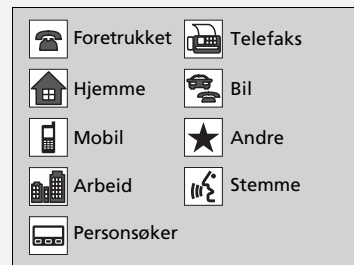 Foretrukket
Telefaks
Hjemme
Bil
Mobil
Andre
Arbeid
Stemme
Personsøker